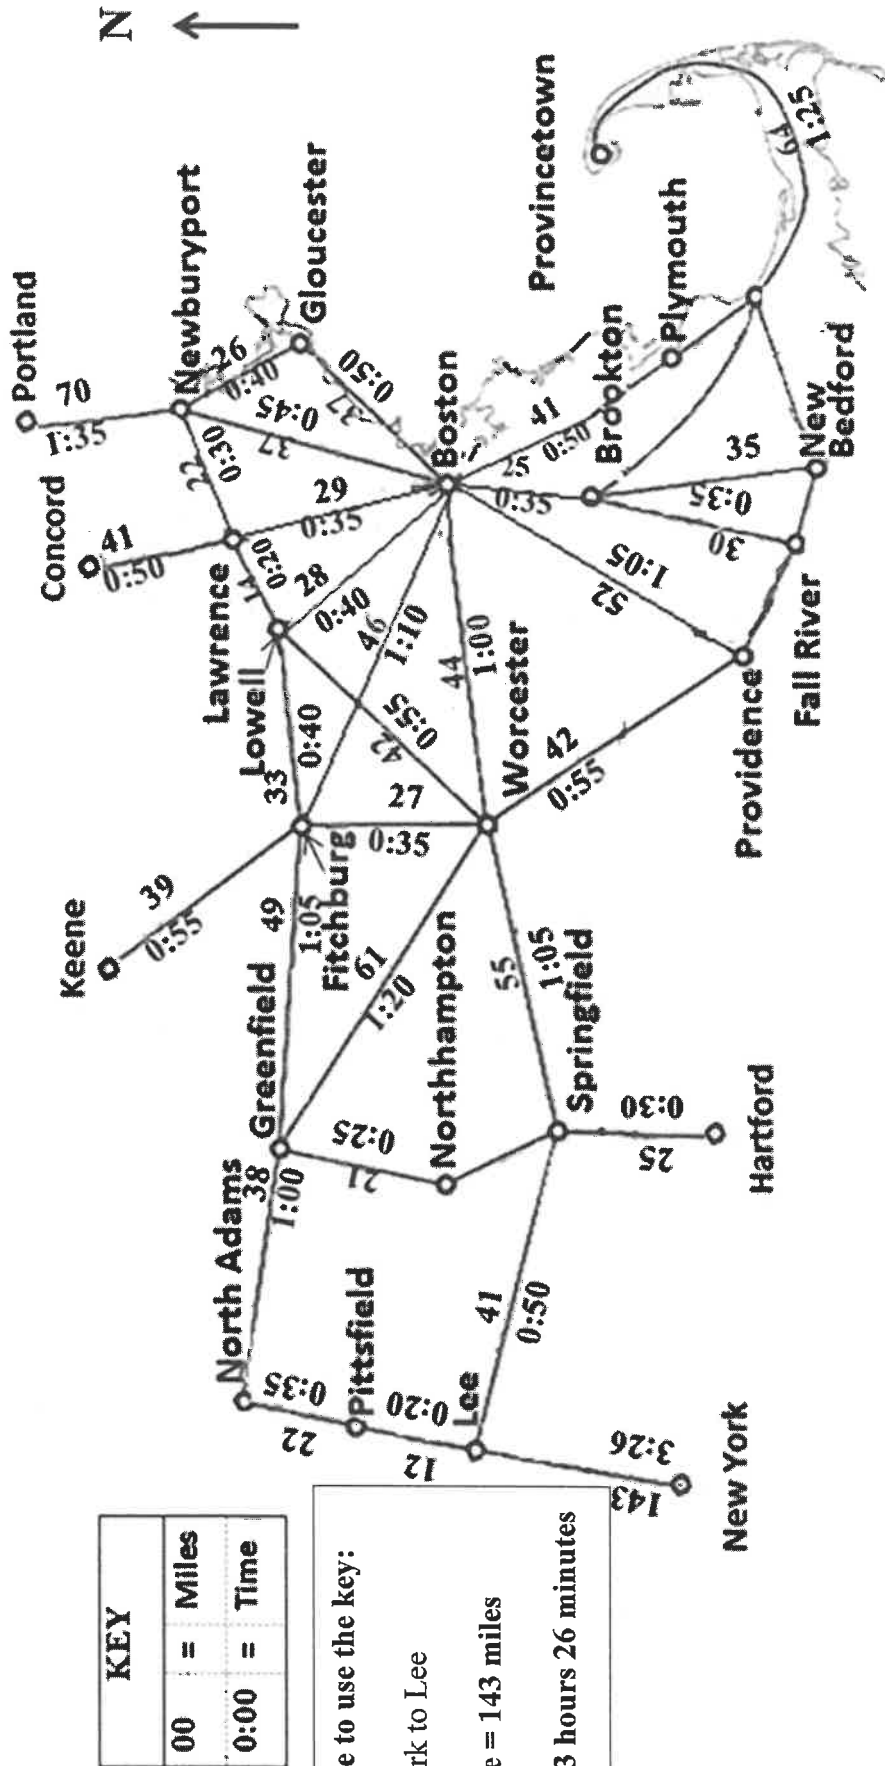 N
KEY
00 = Miles
0:00 = Time
e to use the key:
rk to Lee
e = 143 miles
3 hours 26 minutes
Portland
70
1:35
Concord
41
0:50
Newburyport
26
0:40
Gloucester
22
0:30
37
0:45
37
0:50
Lawrence
14
0:20
29
0:35
Lowell
28
0:40
Keene
39
0:55
33
0:40
46
1:10
42
0:55
Boston
Fitchburg
27
0:35
44
1:00
Worcester
Greenfield
49
1:05
61
1:20
North Adams
38
1:00
22
0:35
Pittsfield
12
0:20
Lee
21
0:25
Northhampton
55
1:05
Springfield
41
0:50
25
0:30
Hartford
143
3:26
New York
42
0:55
Providence
52
1:05
25
0:35
41
0:50
Brookton
Plymouth
Provincetown
64
1:25
30
35
0:35
Fall River
New
Bedford